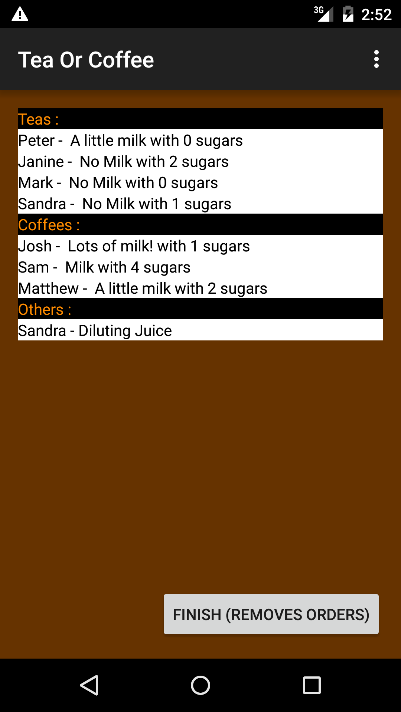 3G 2:52
Tea Or Coffee
Teas :
Peter -  A little milk with 0 sugars
Janine -  No Milk with 2 sugars
Mark -  No Milk with 0 sugars
Sandra -  No Milk with 1 sugars
Coffees :
Josh -  Lots of milk! with 1 sugars
Sam -  Milk with 4 sugars
Matthew -  A little milk with 2 sugars
Others :
Sandra - Diluting Juice
FINISH (REMOVES ORDERS)